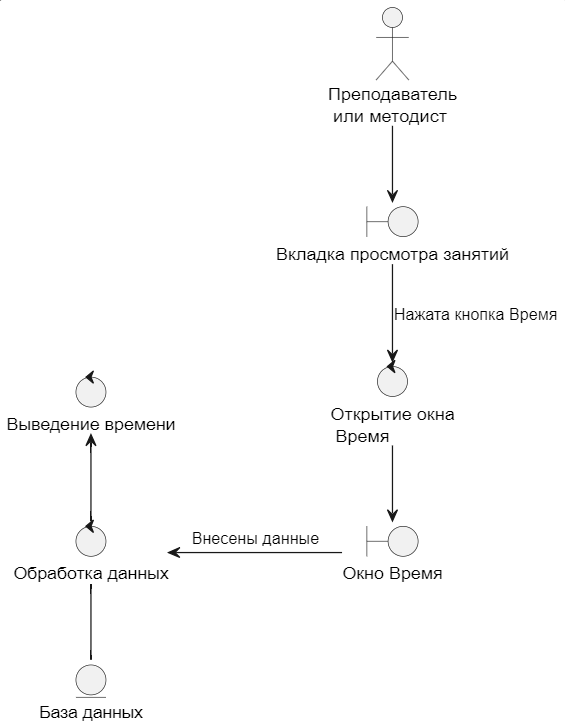 Преподаватель
или методист
Вкладка просмотра занятий
Нажата кнопка Время
Открытие окна
Время
Выведение времени
Внесены данные
Обработка данных
Окно Время
База данных